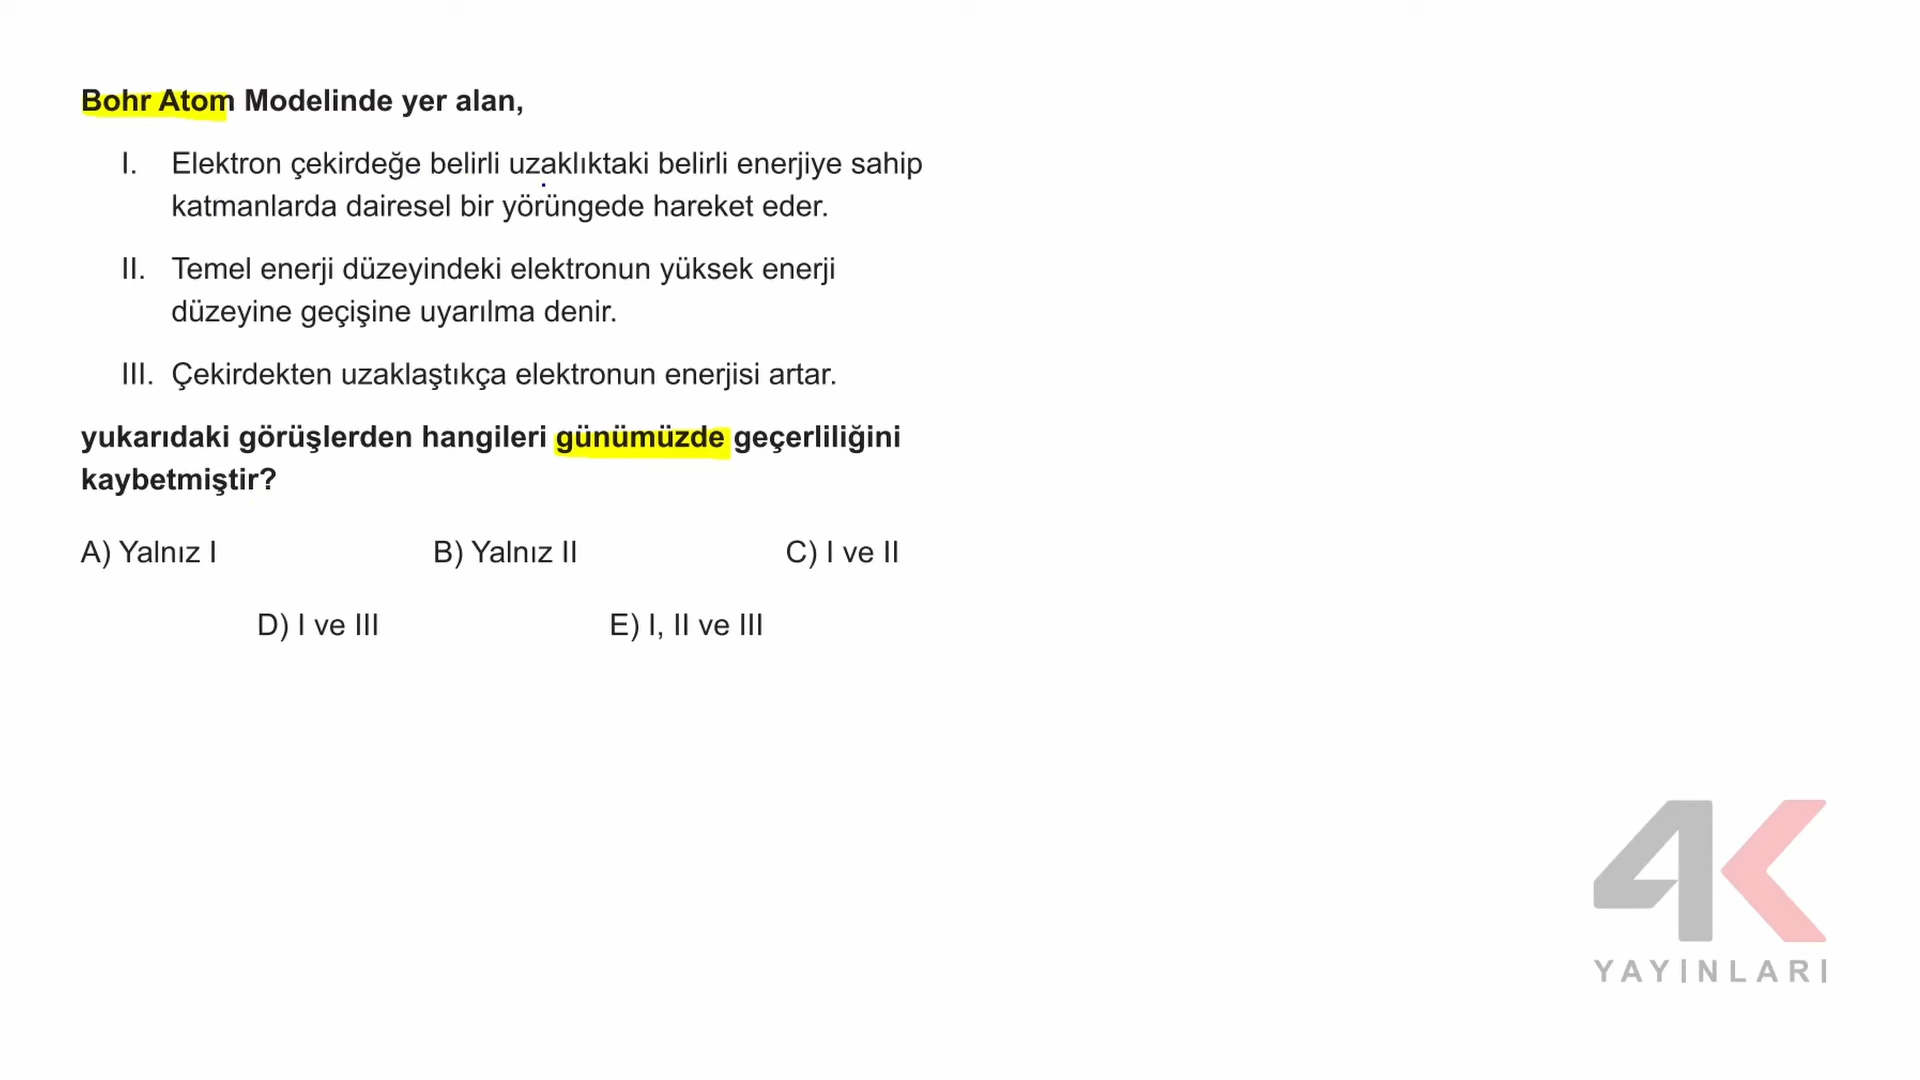 Bohr Atom Modelinde yer alan,
I. Elektron çekirdeğe belirli uzaklıktaki belirli enerjiye sahip
katmanlarda dairesel bir yörüngede hareket eder.
II. Temel enerji düzeyindeki elektronun yüksek enerji
düzeyine geçişine uyarılma denir.
III. Çekirdekten uzaklaştıkça elektronun enerjisi artar.
yukarıdaki görüşlerden hangileri günümüzde geçerliliğini
kaybetmiştir?
A) Yalnız I B) Yalnız II C) I ve II
D) I ve III E) I, II ve III
4K
YAYINLARI